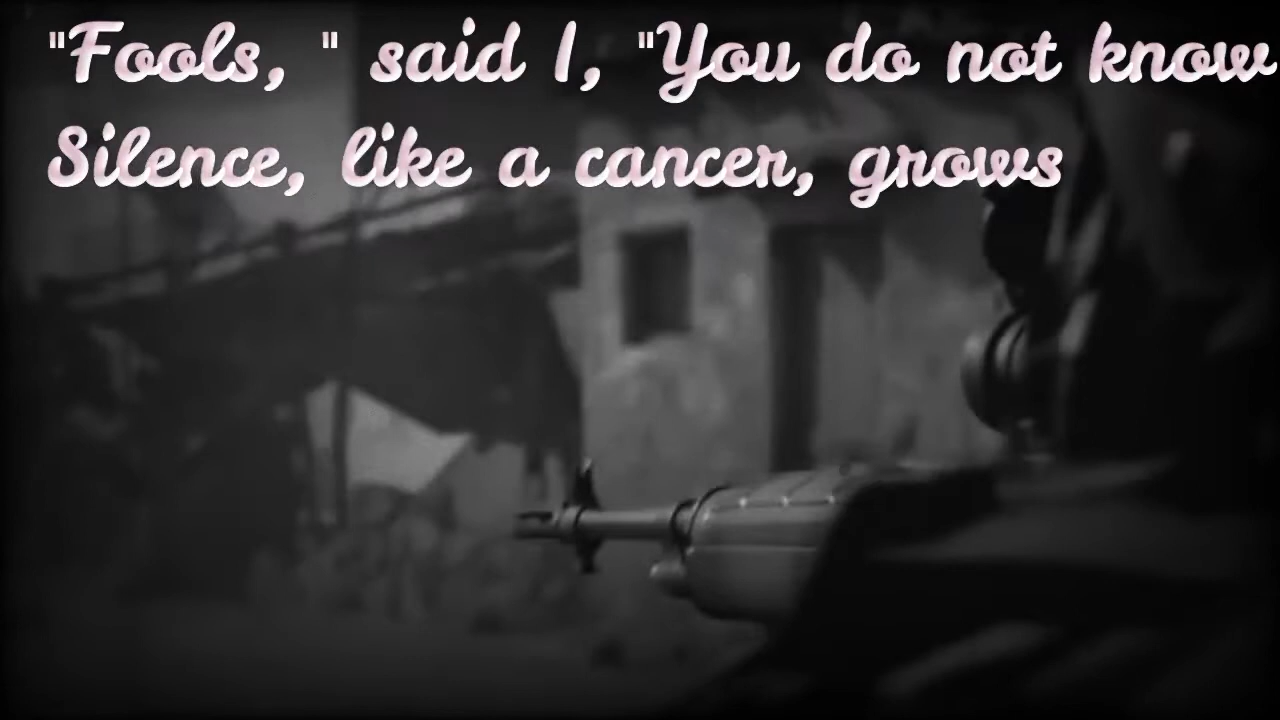 "Fools, " said I, "You do not know
Silence, like a cancer, grows